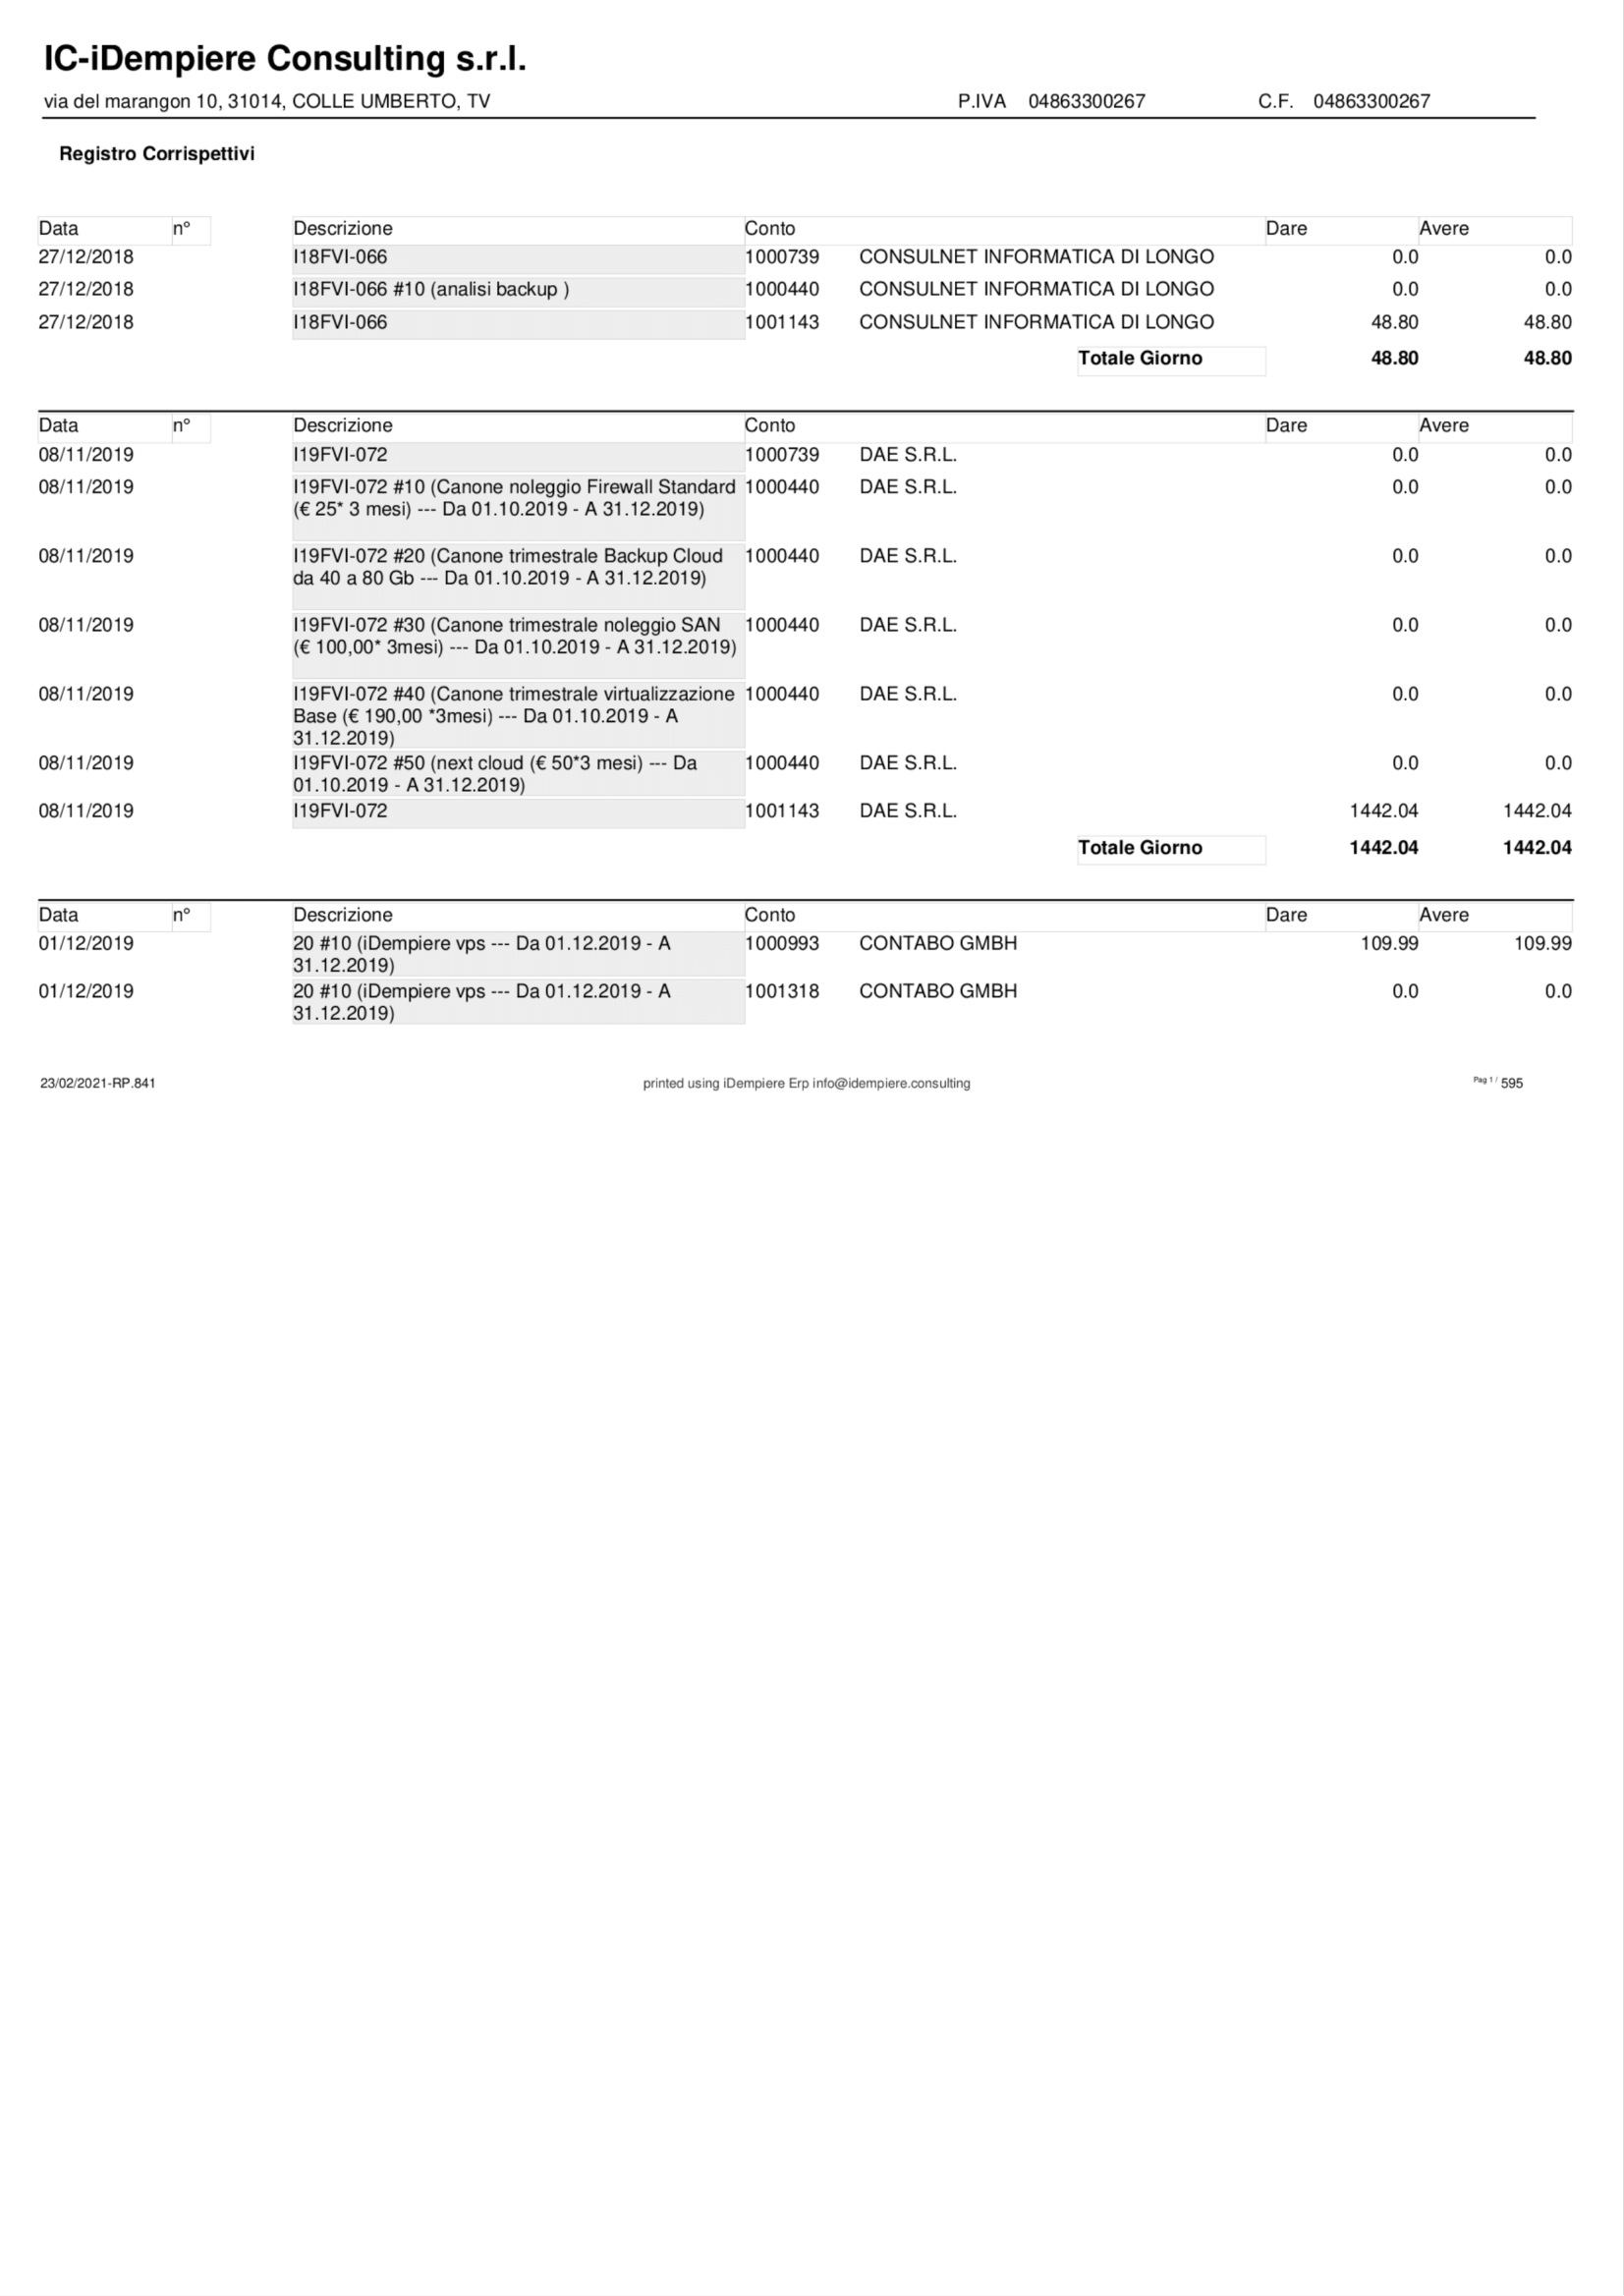 IC-iDempiere Consulting s.r.l.
via del marangon 10, 31014, COLLE UMBERTO, TV P.IVA 04863300267 C.F. 04863300267
Registro Corrispettivi
Data n° Descrizione Conto Dare Avere
27/12/2018 I18FVI-066 1000739 CONSULNET INFORMATICA DI LONGO 0.0 0.0
27/12/2018 I18FVI-066 #10 (analisi backup ) 1000440 CONSULNET INFORMATICA DI LONGO 0.0 0.0
27/12/2018 I18FVI-066 1001143 CONSULNET INFORMATICA DI LONGO 48.80 48.80
Totale Giorno 48.80 48.80
Data n° Descrizione Conto Dare Avere
08/11/2019 I19FVI-072 1000739 DAE S.R.L. 0.0 0.0
08/11/2019 I19FVI-072 #10 (Canone noleggio Firewall Standard 1000440 DAE S.R.L. 0.0 0.0
(€ 25* 3 mesi) --- Da 01.10.2019 - A 31.12.2019)
08/11/2019 I19FVI-072 #20 (Canone trimestrale Backup Cloud 1000440 DAE S.R.L. 0.0 0.0
da 40 a 80 Gb --- Da 01.10.2019 - A 31.12.2019)
08/11/2019 I19FVI-072 #30 (Canone trimestrale noleggio SAN 1000440 DAE S.R.L. 0.0 0.0
(€ 100,00* 3mesi) --- Da 01.10.2019 - A 31.12.2019)
08/11/2019 I19FVI-072 #40 (Canone trimestrale virtualizzazione 1000440 DAE S.R.L. 0.0 0.0
Base (€ 190,00 *3mesi) --- Da 01.10.2019 - A
31.12.2019)
08/11/2019 I19FVI-072 #50 (next cloud (€ 50*3 mesi) --- Da 1000440 DAE S.R.L. 0.0 0.0
01.10.2019 - A 31.12.2019)
08/11/2019 I19FVI-072 1001143 DAE S.R.L. 1442.04 1442.04
Totale Giorno 1442.04 1442.04
Data n° Descrizione Conto Dare Avere
01/12/2019 20 #10 (iDempiere vps --- Da 01.12.2019 - A 1000993 CONTABO GMBH 109.99 109.99
31.12.2019)
01/12/2019 20 #10 (iDempiere vps --- Da 01.12.2019 - A 1001318 CONTABO GMBH 0.0 0.0
31.12.2019)
23/02/2021-RP.841 printed using iDempiere Erp info@idempiere.consulting Pag 1 / 595